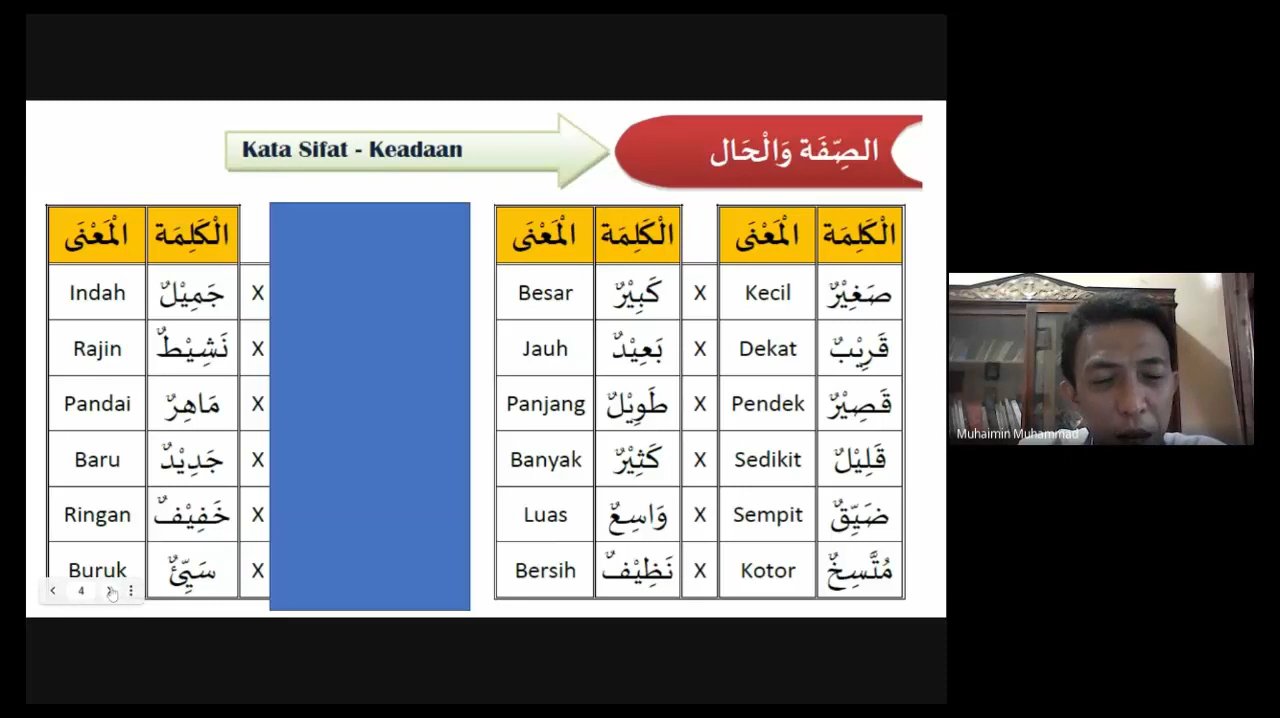 Kata Sifat - Keadaan
الصِّفَة وَالْحَال
الْمَعْنَى الْكَلِمَة الْمَعْنَى الْكَلِمَة الْمَعْنَى الْكَلِمَة
Indah جَمِيْلٌ X Besar كَبِيْرٌ X Kecil صَغِيْرٌ
Rajin نَشِيْطٌ X Jauh بَعِيْدٌ X Dekat قَرِيْبٌ
Pandai مَاهِرٌ X Panjang طَوِيْلٌ X Pendek قَصِيْرٌ
Baru جَدِيْدٌ X Banyak كَثِيْرٌ X Sedikit قَلِيْلٌ
Ringan خَفِيْفٌ X Luas وَاسِعٌ X Sempit ضَيِّقٌ
Buruk سَيِّئٌ X Bersih نَظِيْفٌ X Kotor مُتَّسِخٌ
4
Muhaimin Muhammad